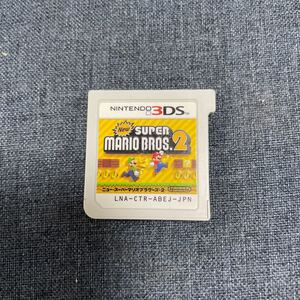 NINTENDO 3DS
New SUPER
MARIO BROS. 2
ニュー・スーパーマリオブラザーズ・2
LNA-CTR-ABEJ-JPN